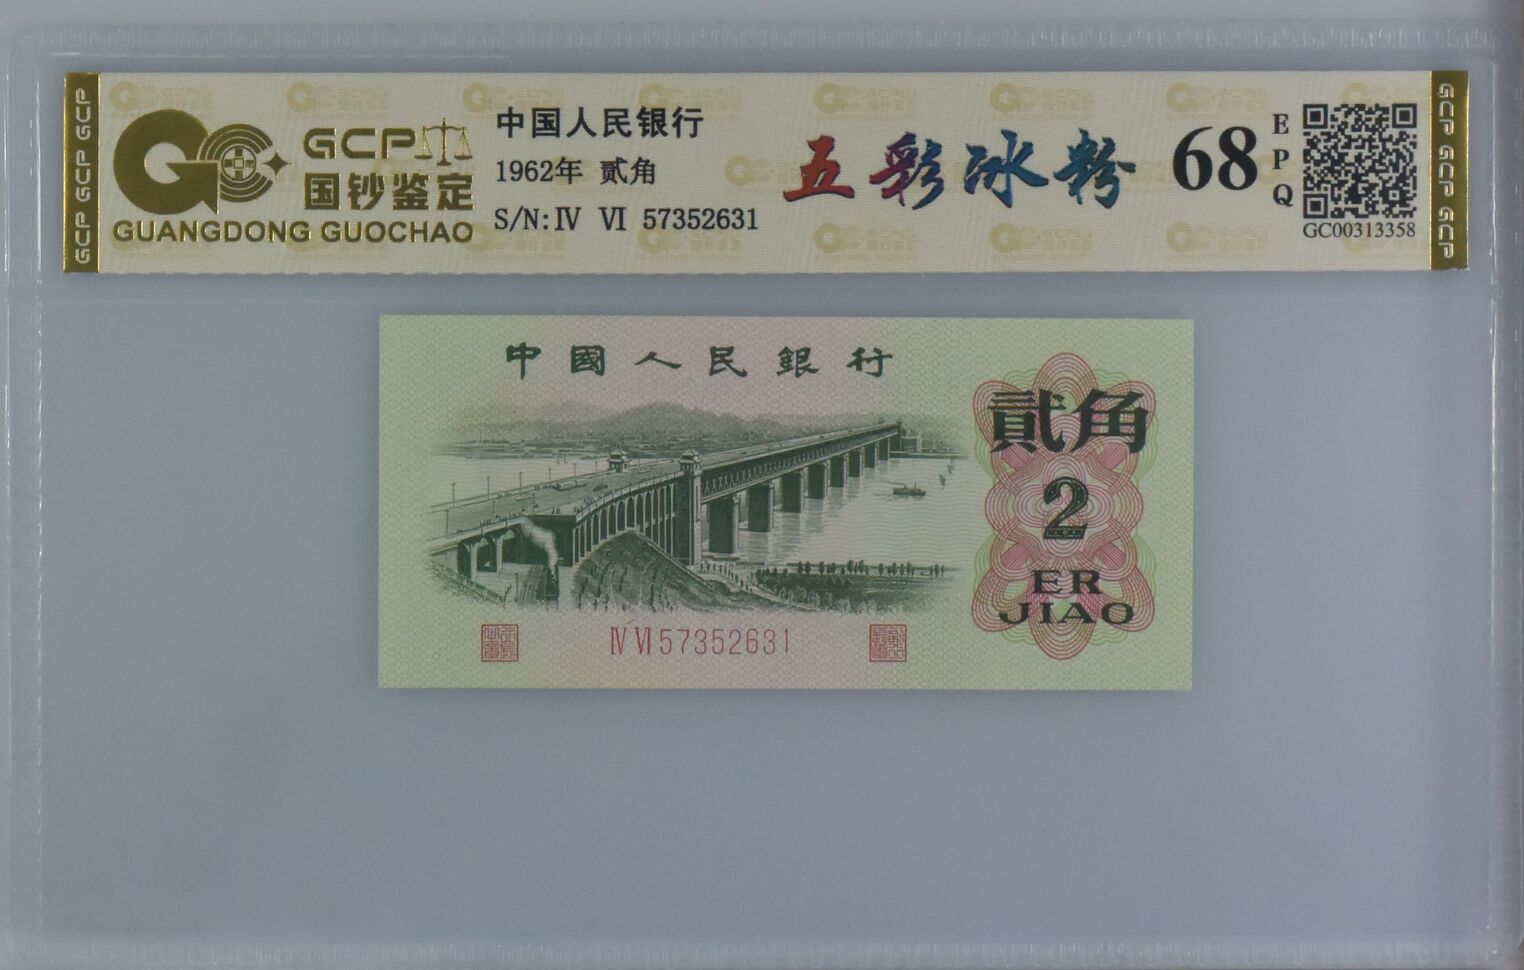 GCP GCP GCP
GCP
国钞鉴定
GUANGDONG GUOCHAO
中国人民银行
1962年 贰角
S/N: Ⅳ Ⅵ 57352631
五彩冰粉
68
EPQ
GC00313358
GCP GCP GCP
中國人民銀行
貳角
2
ER
JIAO
Ⅳ Ⅵ 57352631